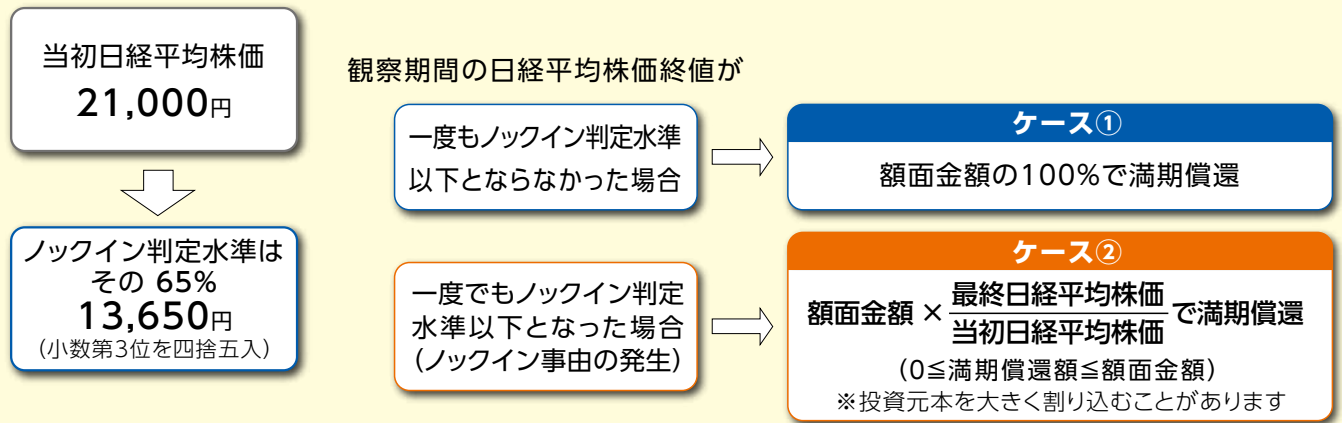 当初日経平均株価
21,000円
ノックイン判定水準は
その 65%
13,650円
(小数第3位を四捨五入)
観察期間の日経平均株価終値が
一度もノックイン判定水準
以下とならなかった場合
ケース①
額面金額の100%で満期償還
一度でもノックイン判定
水準以下となった場合
(ノックイン事由の発生)
ケース②
額面金額 × 最終日経平均株価 / 当初日経平均株価 で満期償還
(0≦満期償還額≦額面金額)
※投資元本を大きく割り込むことがあります